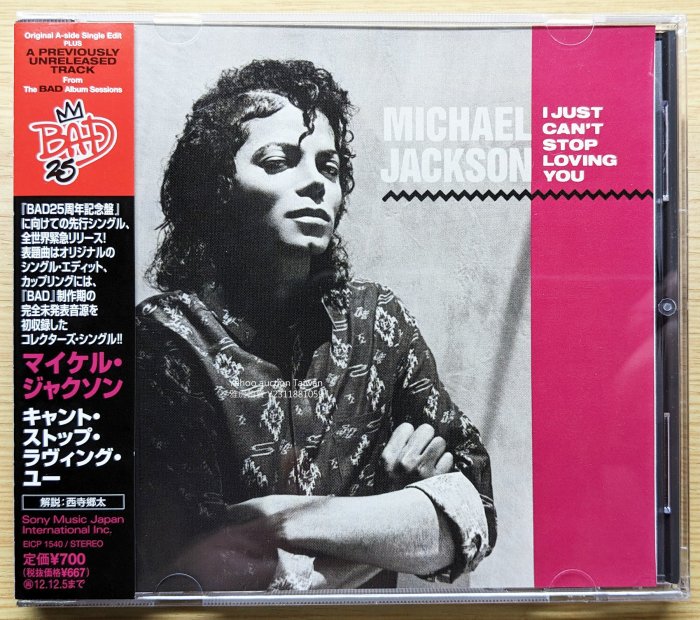 Original A-side Single Edit
PLUS
A PREVIOUSLY
UNRELEASED
TRACK
From
The BAD Album Sessions
BAD
25
『BAD25周年記念盤』
に向けての先行シングル、
全世界緊急リリース!
表題曲はオリジナルの
シングル・エディット、
カップリングには、
『BAD』制作期の
完全未発表音源を
初収録した
コレクターズ・シングル!!
マイケル・
ジャクソン
キャント・
ストップ・
ラヴィング・
ユー
解説:西寺郷太
Sony Music Japan
International Inc.
EICP 1540 / STEREO
定価¥700
(税抜価格¥667)
12.12.5まで
MICHAEL
JACKSON
I JUST
CAN'T
STOP
LOVING
YOU
Yahoo auction Taiwan
Y2311881059